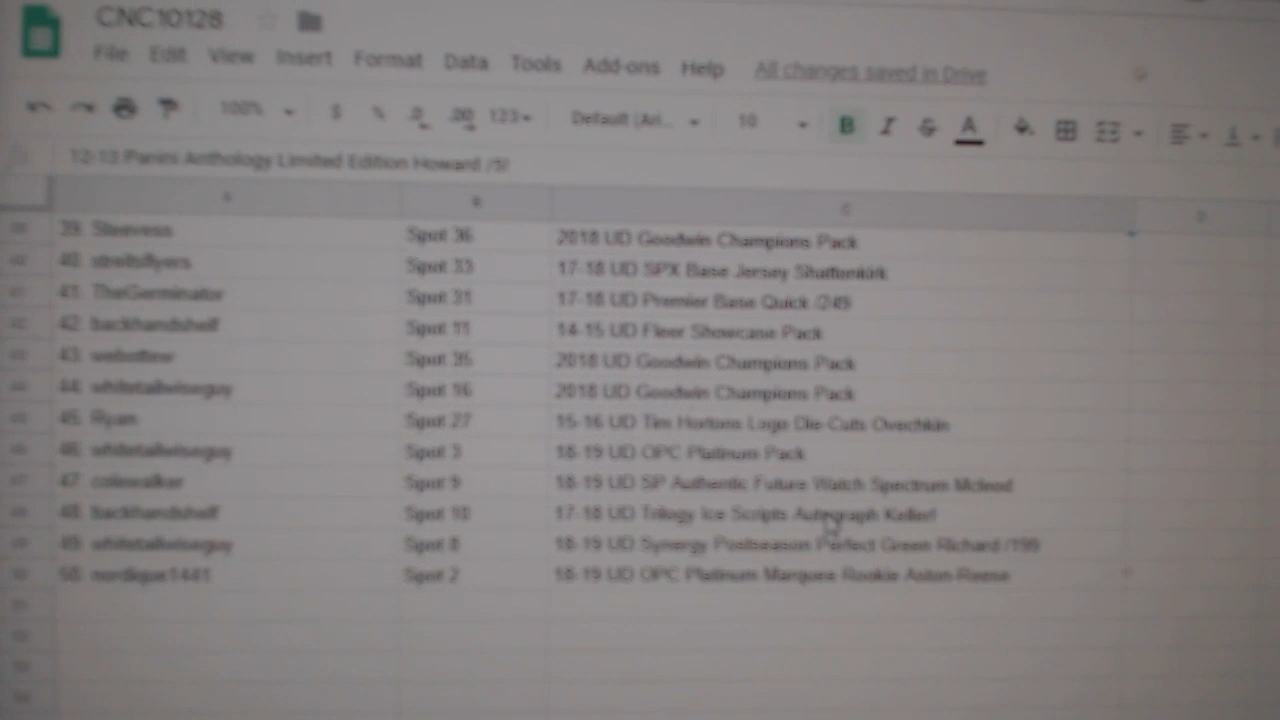 CNC10128
File Edit View Insert Format Data Tools Add-ons Help All changes saved in Drive
100% $ % .0 .00 123 Default (Ari... 10 B I S A
12-13 Panini Anthology Limited Edition Howard
A B C D
39. Steevess Spot 36 2018 UD Goodwin Champions Pack
40. streitsflyers Spot 33 17-18 UD SPX Base Jersey Shattenkirk
41. TheGerminator Spot 31 17-18 UD Premier Base Quick /249
42. backhandshelf Spot 11 14-15 UD Fleer Showcase Pack
43. Spot 35 2018 UD Goodwin Champions Pack
44. whitetailwiseguy Spot 16 2018 UD Goodwin Champions Pack
45. Ryan Spot 27 15-16 UD Tim Hortons Logo Die-Cuts Ovechkin
46. whitetailwiseguy Spot 3 18-19 UD OPC Platinum Pack
47. colewalker Spot 9 18-19 UD SP Authentic Future Watch Spectrum Mcleod
48. backhandshelf Spot 10 17-18 UD Trilogy Ice Scripts Autograph Keller!
49. whitetailwiseguy Spot 8 18-19 UD Synergy Postseason Perfect Green Richard /199
50. nordique1441 Spot 2 18-19 UD OPC Platinum Marquee Rookie Aston-Reese